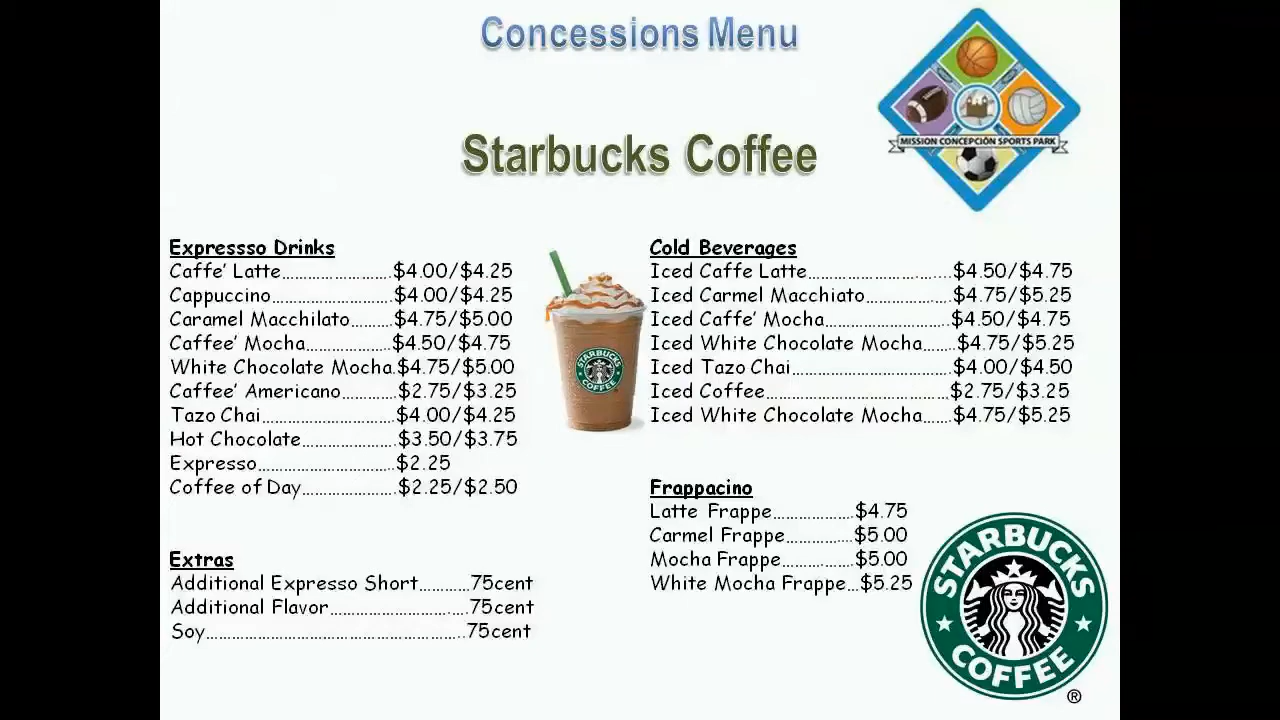 Concessions Menu
MISSION CONCEPCIÓN SPORTS PARK
Starbucks Coffee
Expressso Drinks
Caffe' Latte.........................$4.00/$4.25
Cappuccino...........................$4.00/$4.25
Caramel Macchilato.........$4.75/$5.00
Caffee' Mocha...................$4.50/$4.75
White Chocolate Mocha.$4.75/$5.00
Caffee' Americano...........$2.75/$3.25
Tazo Chai............................$4.00/$4.25
Hot Chocolate....................$3.50/$3.75
Expresso.............................$2.25
Coffee of Day....................$2.25/$2.50
Extras
Additional Expresso Short..........75cent
Additional Flavor.............................75cent
Soy.......................................................75cent
STARBUCKS
COFFEE
Cold Beverages
Iced Caffe Latte..............................$4.50/$4.75
Iced Carmel Macchiato..................$4.75/$5.25
Iced Caffe' Mocha..........................$4.50/$4.75
Iced White Chocolate Mocha.......$4.75/$5.25
Iced Tazo Chai.................................$4.00/$4.50
Iced Coffee......................................$2.75/$3.25
Iced White Chocolate Mocha......$4.75/$5.25
Frappacino
Latte Frappe.................$4.75
Carmel Frappe..............$5.00
Mocha Frappe...............$5.00
White Mocha Frappe...$5.25
STARBUCKS
COFFEE
®